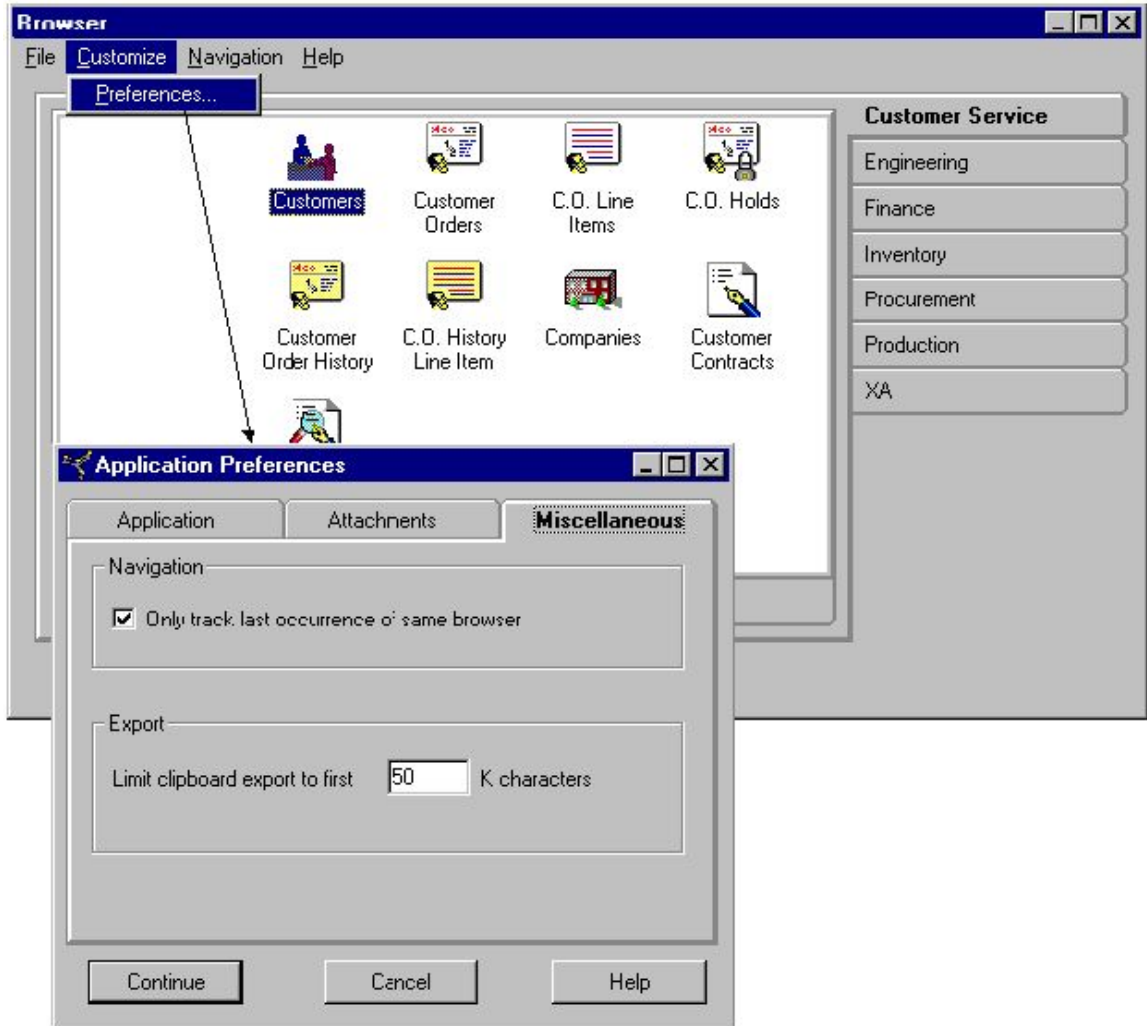 Browser
File Customize Navigation Help
Preferences...
Customer Service
Engineering
Finance
Inventory
Procurement
Production
XA
Customers
Customer
Orders
C.O. Line
Items
C.O. Holds
Customer
Order History
C.O. History
Line Item
Companies
Customer
Contracts
Application Preferences
Application
Attachments
Miscellaneous
Navigation
Only track last occurrence of same browser
Export
Limit clipboard export to first 50 K characters
Continue
Cancel
Help